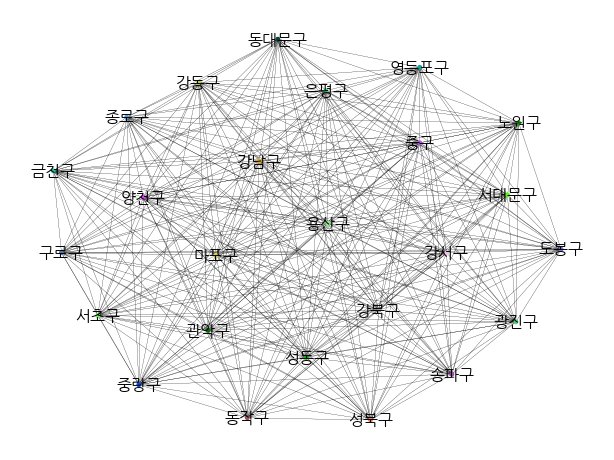 동대문구
영등포구
강동구
은평구
종로구
노원구
중구
강남구
금천구
양천구
서대문구
용산구
구로구
마포구
강서구
도봉구
강북구
서초구
관악구
광진구
성동구
중랑구
송파구
동작구
성북구